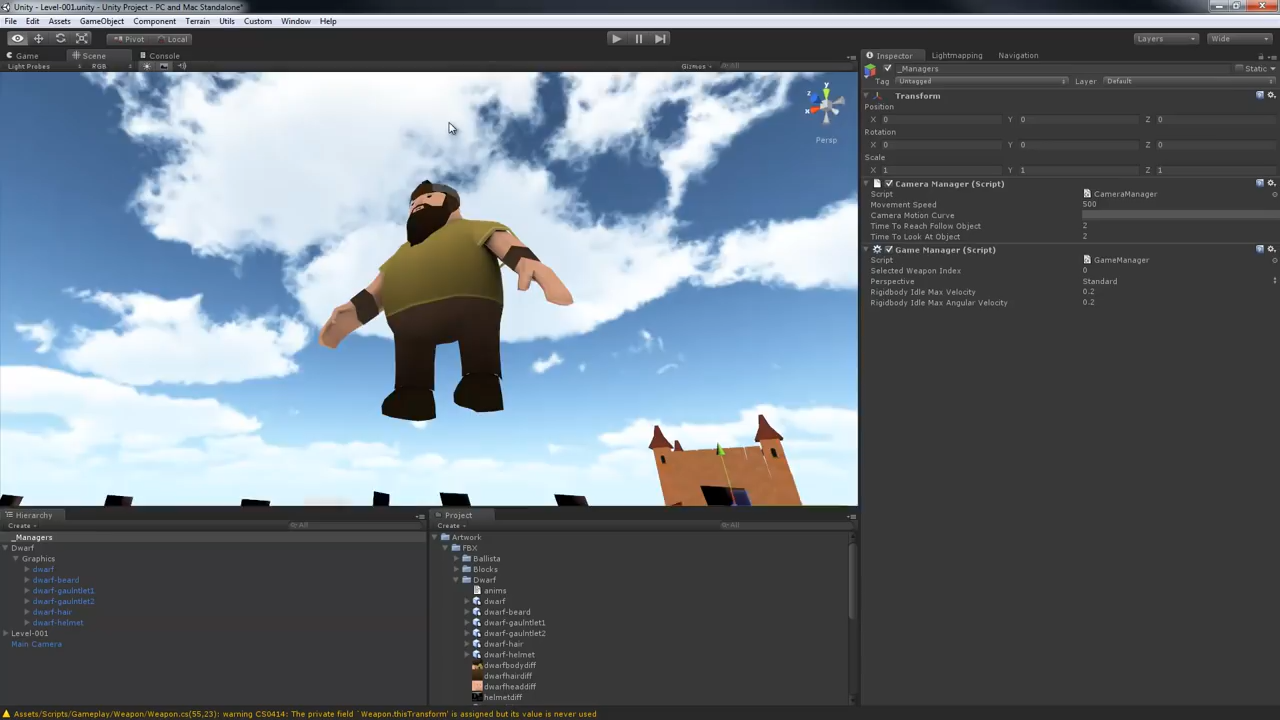 Unity - Level-001.unity - Unity Project - PC and Mac Standalone*
File Edit Assets GameObject Component Terrain Utils Custom Window Help
Pivot Local Layers Wide
Game Scene Console
Light Probes RGB Gizmos All
y
z x
Persp
Inspector Lightmapping Navigation
_Managers Static
Tag Untagged Layer Default
Transform
Position
X 0 Y 0 Z 0
Rotation
X 0 Y 0 Z 0
Scale
X 1 Y 1 Z 1
Camera Manager (Script)
Script CameraManager
Movement Speed 500
Camera Motion Curve
Time To Reach Follow Object 2
Time To Look At Object 2
Game Manager (Script)
Script GameManager
Selected Weapon Index 0
Perspective Standard
Rigidbody Idle Max Velocity 0.2
Rigidbody Idle Max Angular Velocity 0.2
Hierarchy
Create All
_Managers
Dwarf
Graphics
dwarf
dwarf-beard
dwarf-gauintlet1
dwarf-gauintlet2
dwarf-hair
dwarf-helmet
Level-001
Main Camera
Project
Create All
Artwork
FBX
Ballista
Blocks
Dwarf
anims
dwarf
dwarf-beard
dwarf-gauintlet1
dwarf-gauintlet2
dwarf-hair
dwarf-helmet
dwarfbodydiff
dwarfhairdiff
dwarfheaddiff
helmetdiff
Assets/Scripts/Gameplay/Weapon/Weapon.cs(55,23): warning CS0414: The private field `Weapon.thisTransform' is assigned but its value is never used